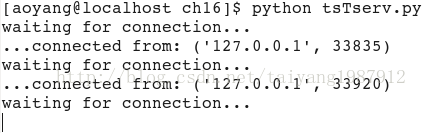 [aoyang@localhost ch16]$ python tsTserv.py
waiting for connection...
...connected from: ('127.0.0.1', 33835)
waiting for connection...
...connected from: ('127.0.0.1', 33920)
waiting for connection...
http://blog.csdn.net/taiyang1987912